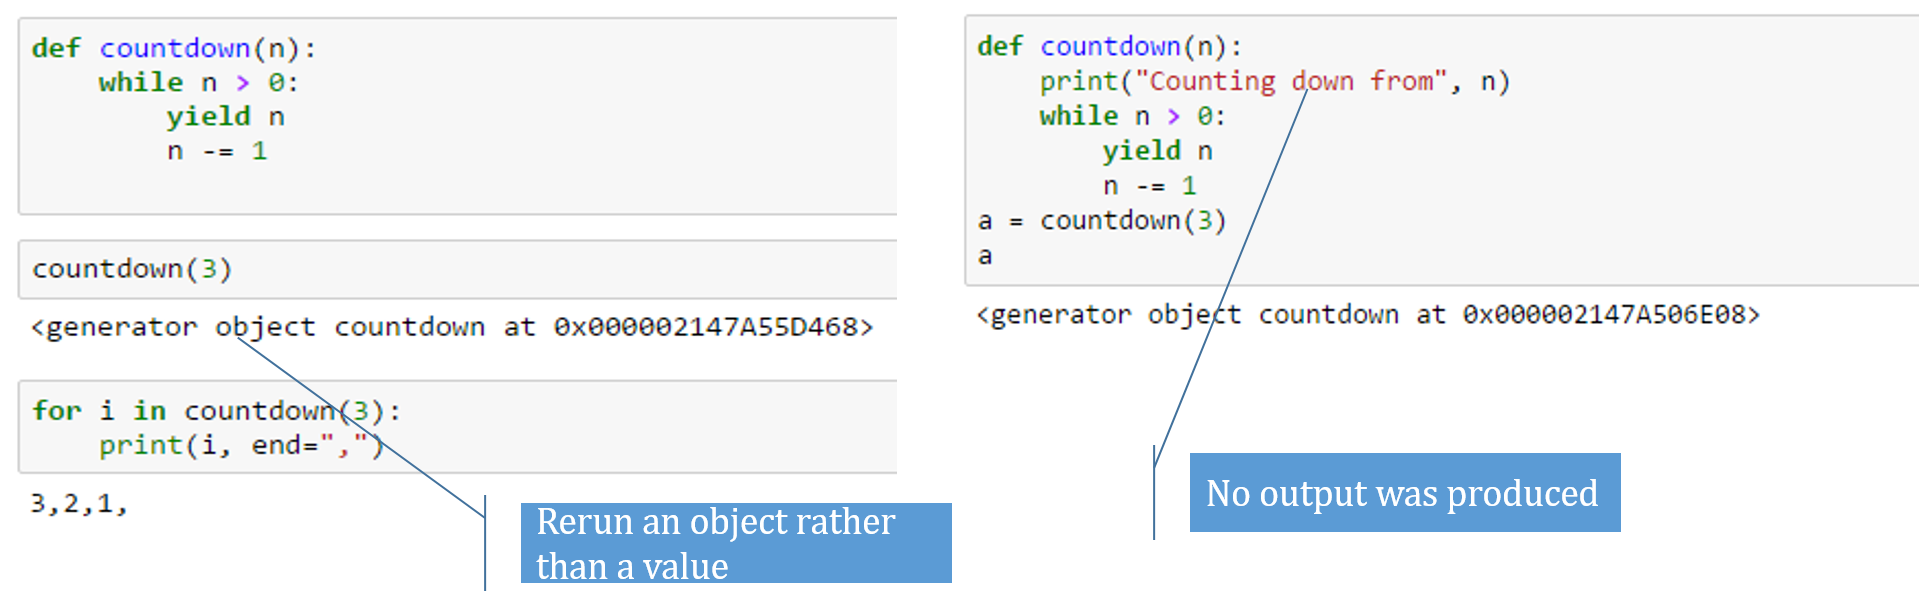 def countdown(n):
    while n > 0:
        yield n
        n -= 1
countdown(3)
<generator object countdown at 0x000002147A55D468>
for i in countdown(3):
    print(i, end=",")
3,2,1,
Rerun an object rather
than a value
def countdown(n):
    print("Counting down from", n)
    while n > 0:
        yield n
        n -= 1
a = countdown(3)
a
<generator object countdown at 0x000002147A506E08>
No output was produced